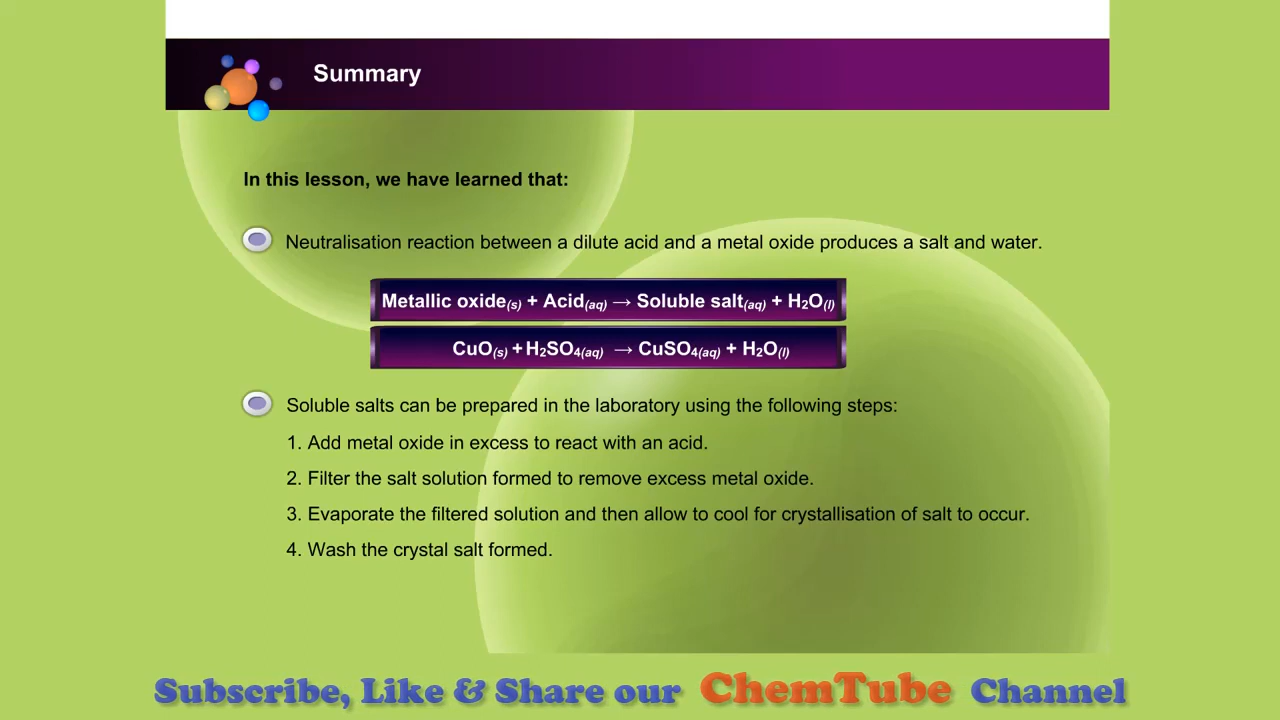 Summary
In this lesson, we have learned that:
Neutralisation reaction between a dilute acid and a metal oxide produces a salt and water.
Metallic oxide(s) + Acid(aq) → Soluble salt(aq) + H₂O(l)
CuO(s) + H₂SO₄(aq) → CuSO₄(aq) + H₂O(l)
Soluble salts can be prepared in the laboratory using the following steps:
1. Add metal oxide in excess to react with an acid.
2. Filter the salt solution formed to remove excess metal oxide.
3. Evaporate the filtered solution and then allow to cool for crystallisation of salt to occur.
4. Wash the crystal salt formed.
Subscribe, Like & Share our ChemTube Channel